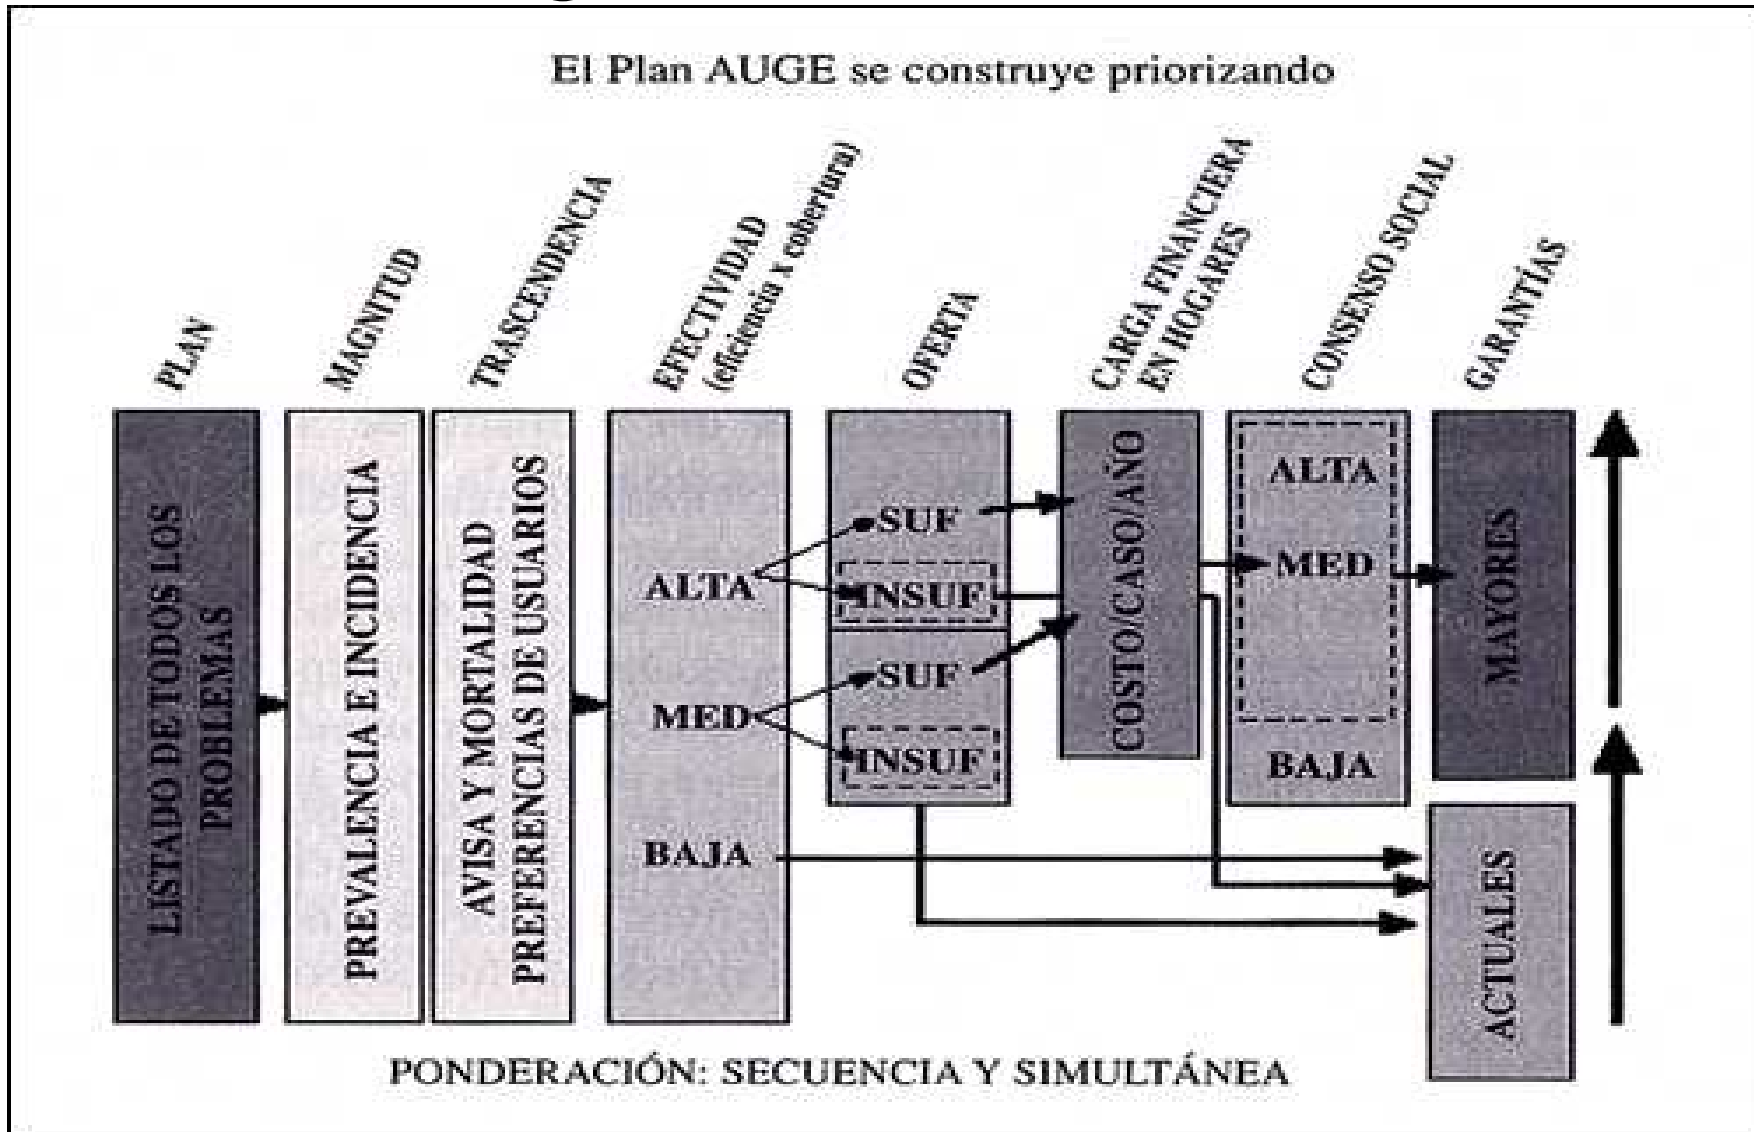 El Plan AUGE se construye priorizando
PLAN
MAGNITUD
TRASCENDENCIA
EFECTIVIDAD
(eficiencia x cobertura)
OFERTA
CARGA FINANCIERA
EN HOGARES
CONSENSO SOCIAL
GARANTÍAS
LISTADO DE TODOS LOS
PROBLEMAS
PREVALENCIA E INCIDENCIA
AVISA Y MORTALIDAD
PREFERENCIAS DE USUARIOS
ALTA
MED
BAJA
SUF
INSUF
SUF
INSUF
COSTO/CASO/AÑO
ALTA
MED
BAJA
MAYORES
ACTUALES
PONDERACIÓN: SECUENCIA Y SIMULTÁNEA